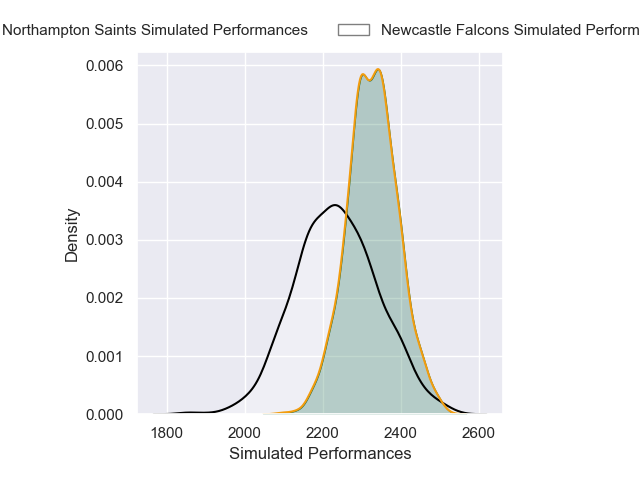 Northampton Saints Simulated Performances
Newcastle Falcons Simulated Perform
0.006
0.005
0.004
0.003
0.002
0.001
0.000
Density
1800 2000 2200 2400 2600
Simulated Performances